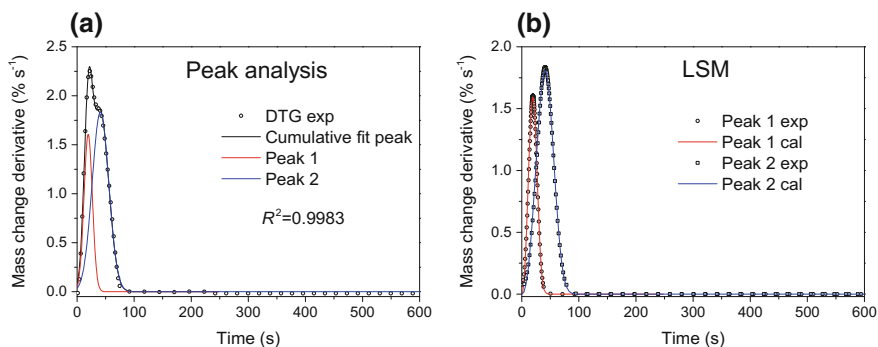 (a)
Peak analysis
DTG exp
Cumulative fit peak
Peak 1
Peak 2
R²=0.9983
Mass change derivative (% s⁻¹)
2.5
2.0
1.5
1.0
0.5
0.0
0 100 200 300 400 500 600
Time (s)
(b)
LSM
Peak 1 exp
Peak 1 cal
Peak 2 exp
Peak 2 cal
Mass change derivative (% s⁻¹)
2.0
1.5
1.0
0.5
0.0
0 100 200 300 400 500 600
Time (s)